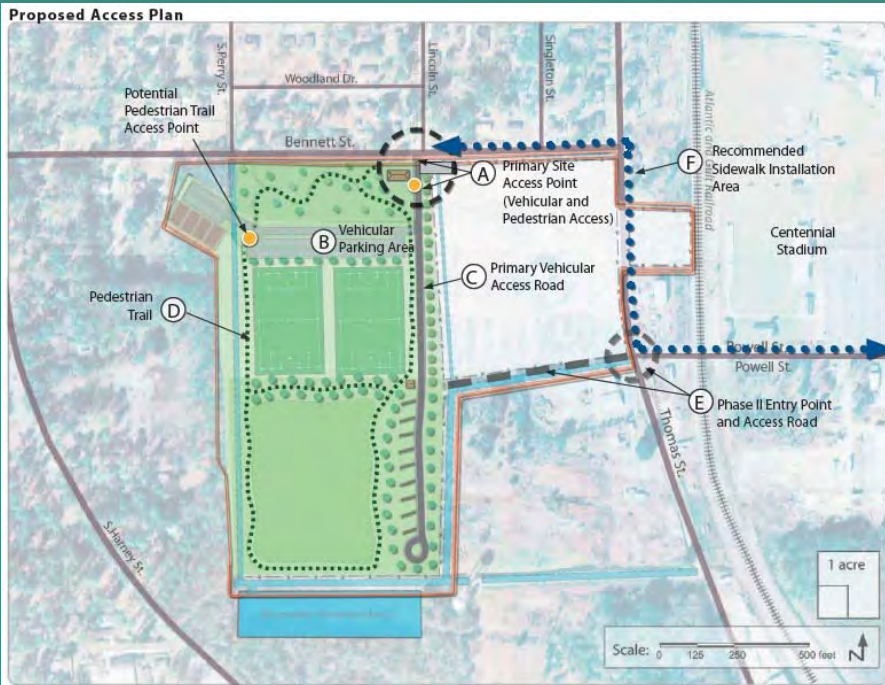 Proposed Access Plan
S.Perry St.
Lincoln St.
Singleton St.
Woodland Dr.
Potential
Pedestrian Trail
Access Point
Bennett St.
Atlantic and Gulf Railroad
A
Primary Site
Access Point
(Vehicular and
Pedestrian Access)
F
Recommended
Sidewalk Installation
Area
B
Vehicular
Parking Area
Centennial
Stadium
C
Primary Vehicular
Access Road
Pedestrian
Trail
D
Powell St.
Powell St.
E
Phase II Entry Point
and Access Road
Thomas St.
S.Harney St.
1 acre
Scale: 0 125 250 500 feet N